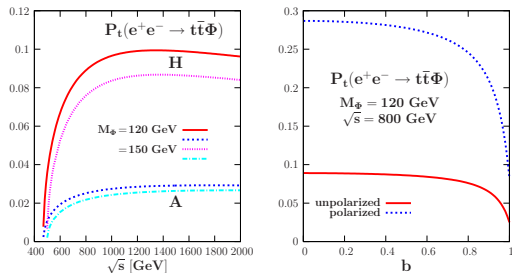 P_t(e⁺e⁻ → tt̄Φ)
0.12
0.1
0.08
0.06
0.04
0.02
0
H
M_Φ = 120 GeV
= 150 GeV
A
400 600 800 1000 1200 1400 1600 1800 2000
√s [GeV]
0.3
0.25
0.2
0.15
0.1
0.05
0
P_t(e⁺e⁻ → tt̄Φ)
M_Φ = 120 GeV
√s = 800 GeV
unpolarized
polarized
0 0.2 0.4 0.6 0.8 1
b